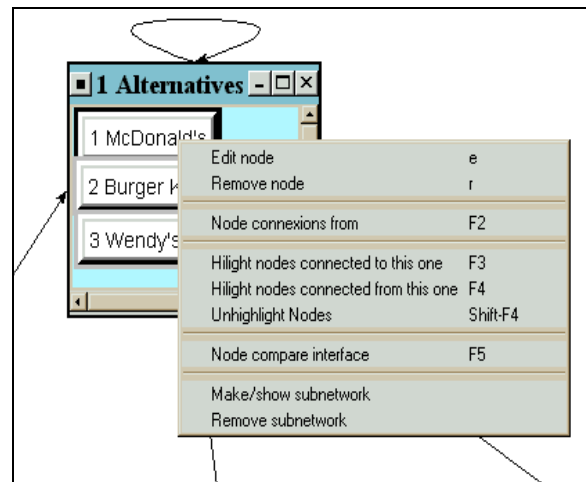 1 Alternatives
1 McDonald's
2 Burger K
3 Wendy's
Edit node e
Remove node r
Node connexions from F2
Hilight nodes connected to this one F3
Hilight nodes connected from this one F4
Unhighlight Nodes Shift-F4
Node compare interface F5
Make/show subnetwork
Remove subnetwork